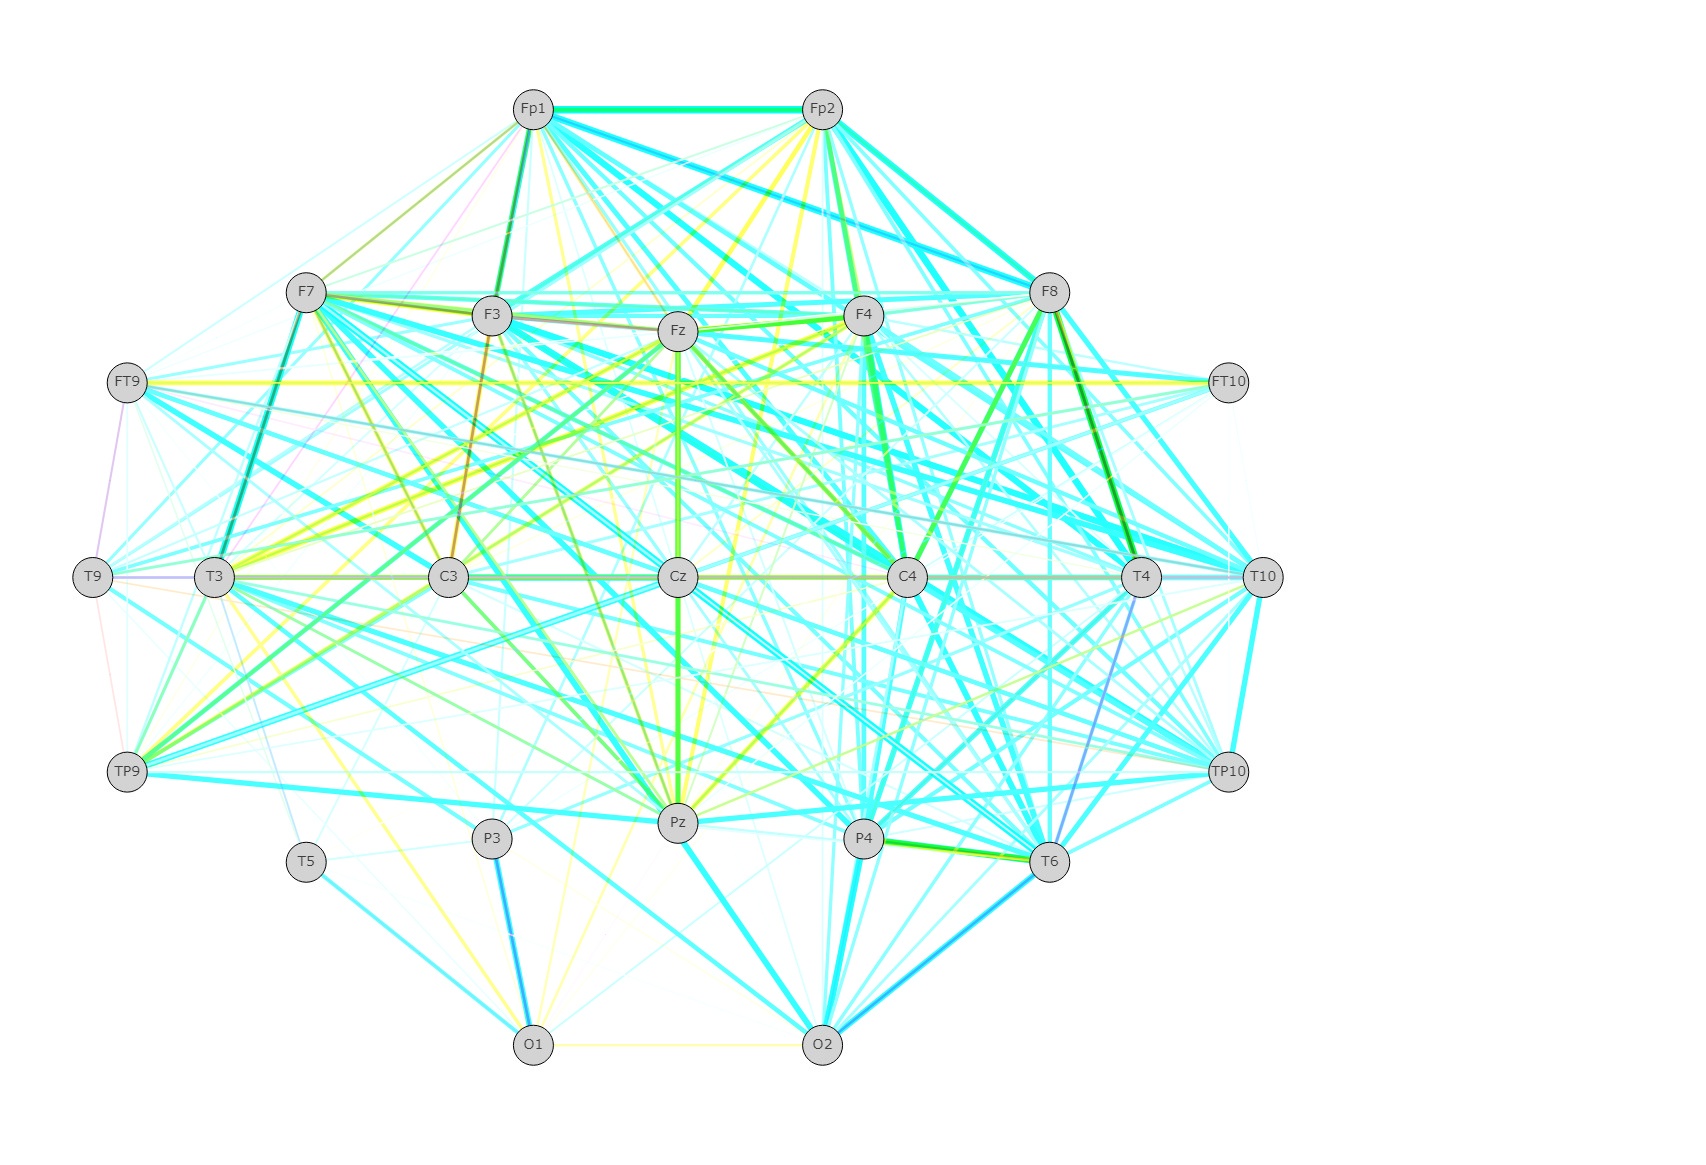 Fp1 Fp2
F7 F3 Fz F4 F8
FT9 FT10
T9 T3 C3 Cz C4 T4 T10
TP9 TP10
T5 P3 Pz P4 T6
O1 O2